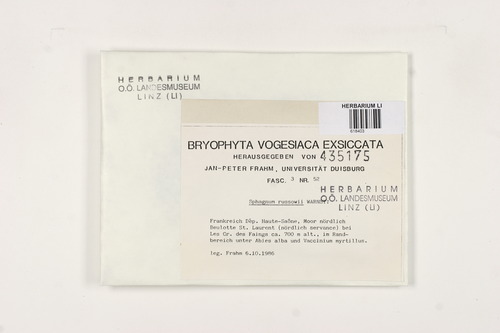 HERBARIUM
O.Ö. LANDESMUSEUM
LINZ (LI)
HERBARIUM LI
BRYOPHYTA VOGESIACA EXSICCATA
HERAUSGEGEBEN VON 435175
JAN-PETER FRAHM, UNIVERSITÄT DUISBURG
FASC. 3 NR. 52
HERBARIUM
O.Ö. LANDESMUSEUM
LINZ (LI)
Sphagnum russowii WARNST.
Frankreich Dép. Haute-Saône, Moor nördlich
Beulotte St. Laurent (nördlich servance) bei
Les Gr. des Faings ca. 700 m alt., im Rand-
bereich unter Abies alba und Vaccinium myrtillus.
leg. Frahm 6.10.1986